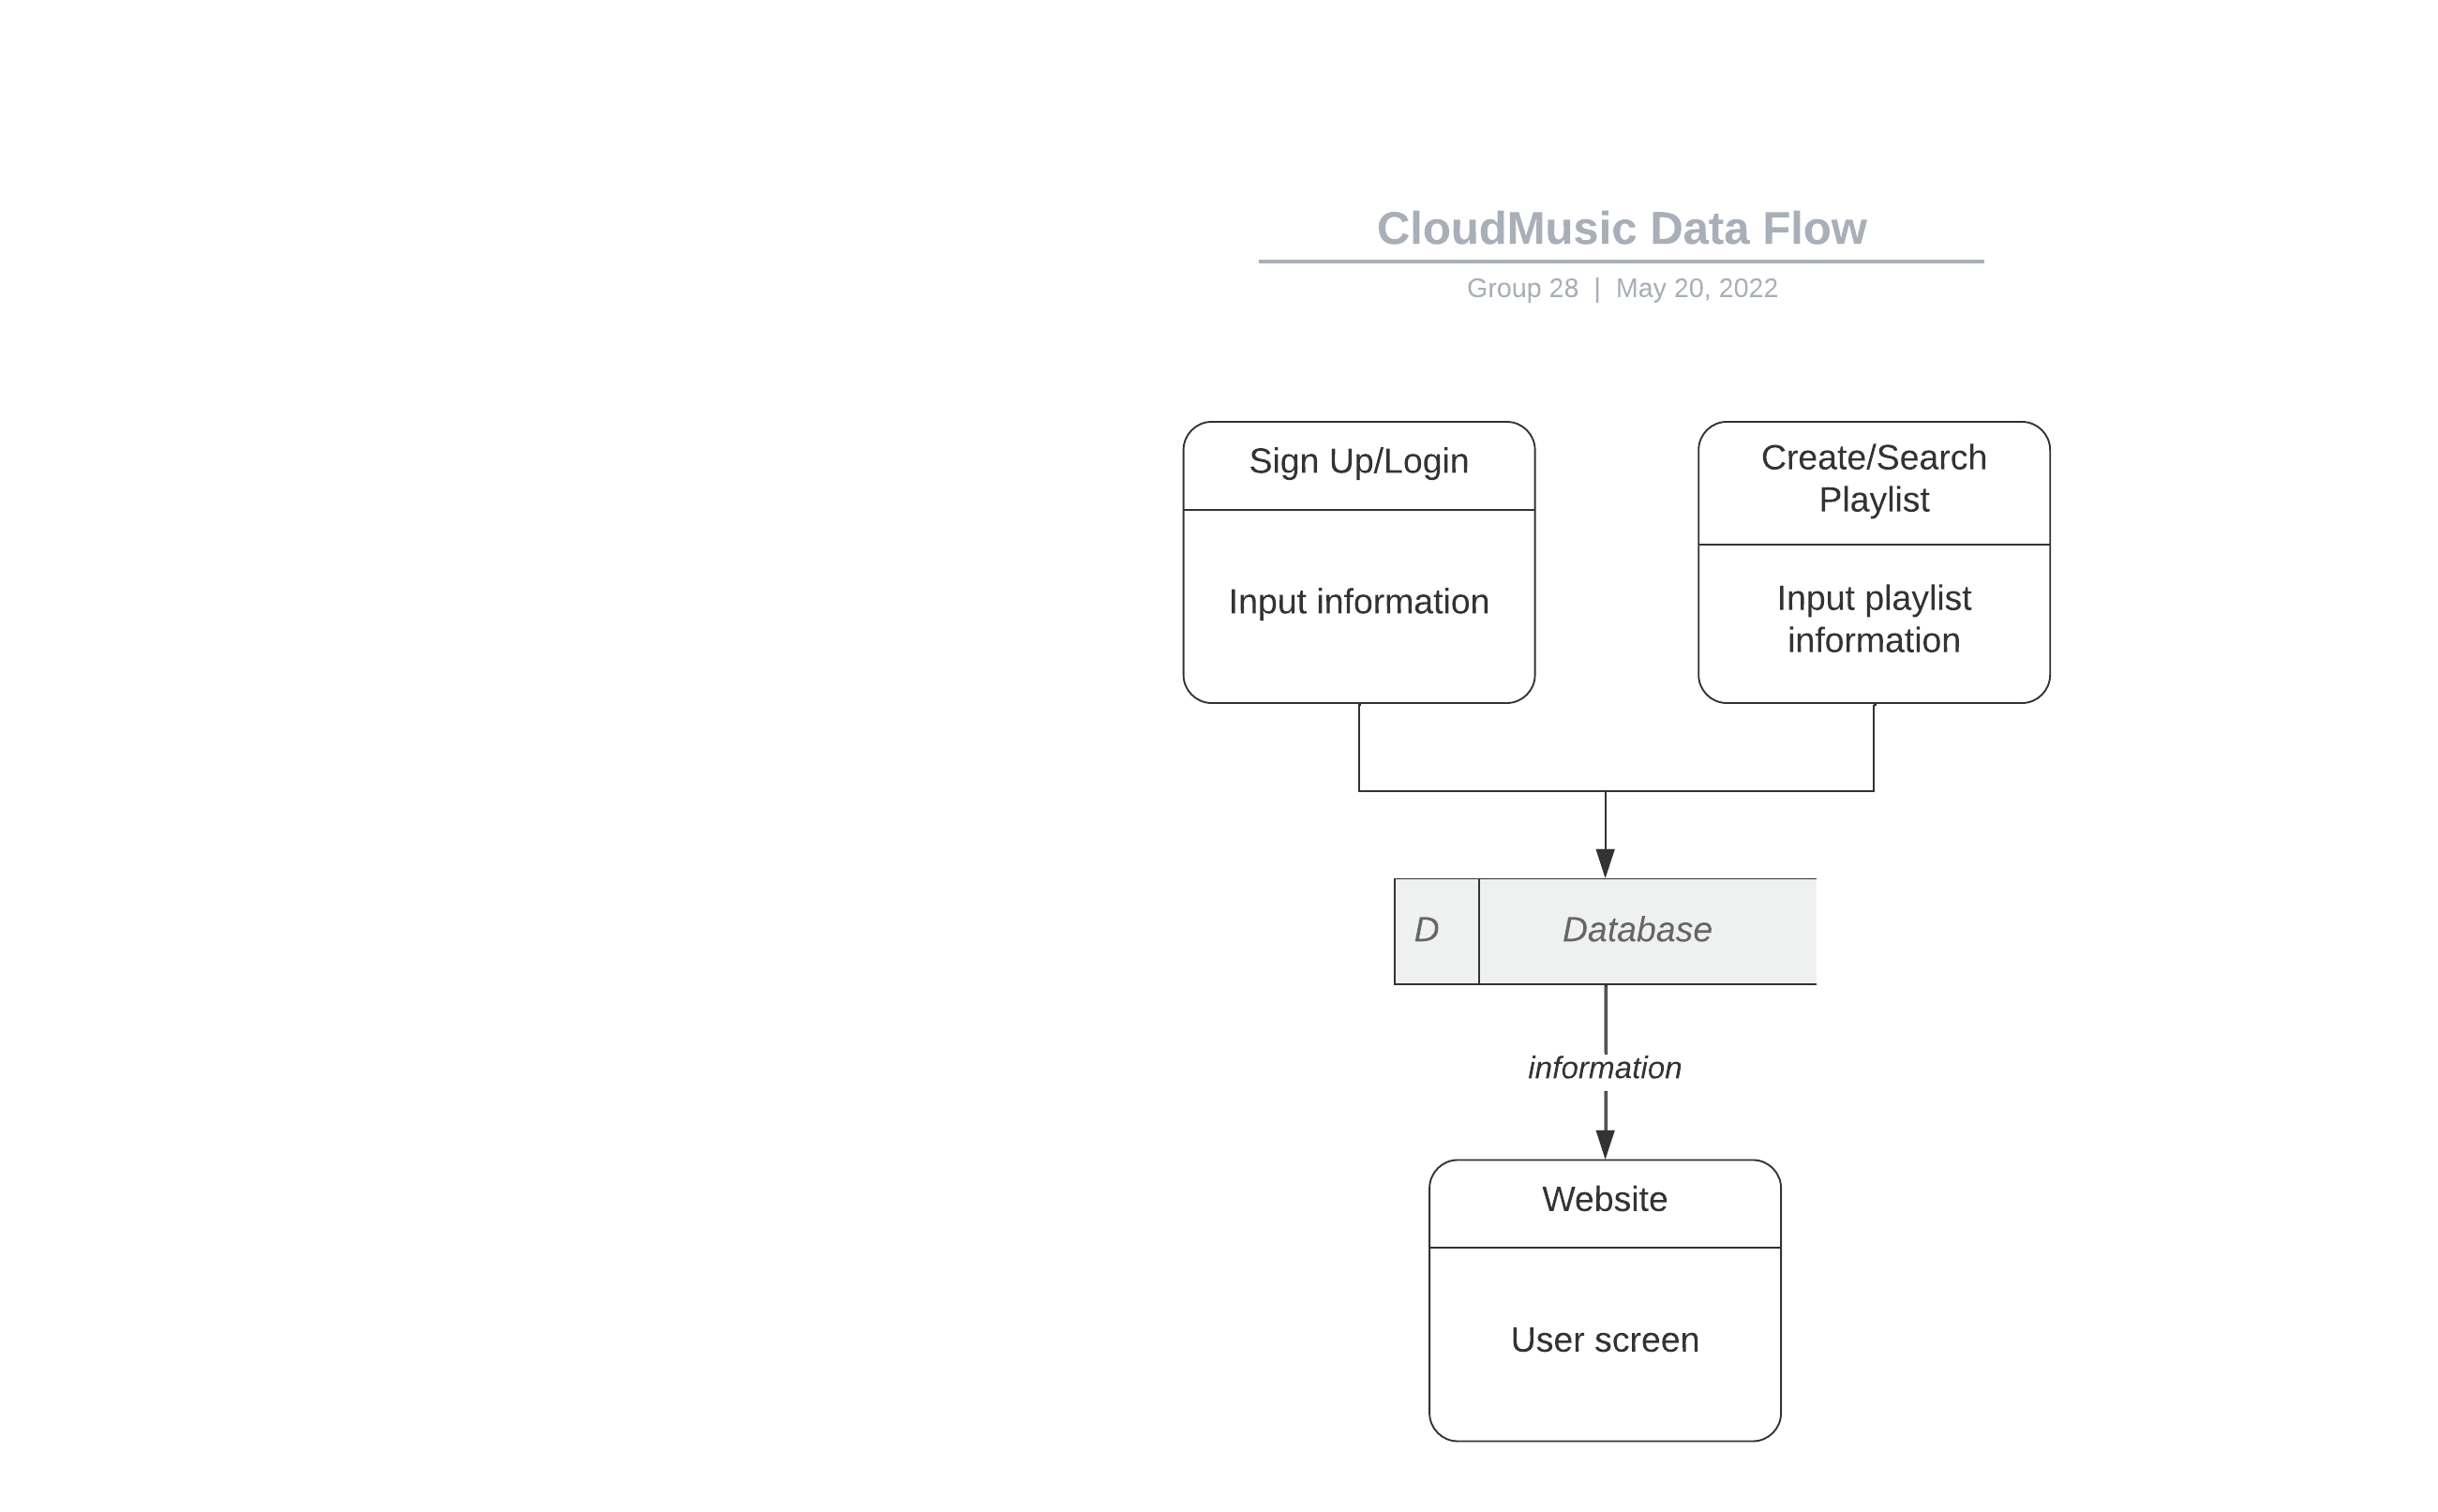 CloudMusic Data Flow
Group 28 | May 20, 2022
Sign Up/Login
Input information
Create/Search
Playlist
Input playlist
information
D
Database
information
Website
User screen